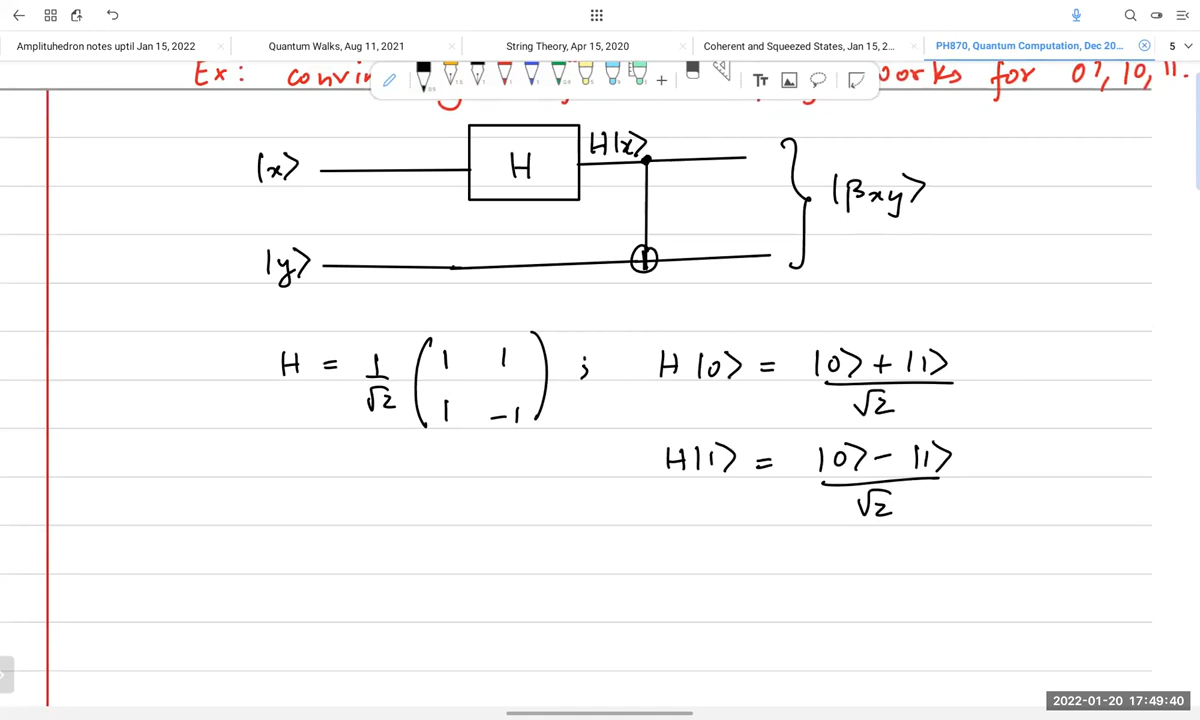 Amplituhedron notes uptil Jan 15, 2022 Quantum Walks, Aug 11, 2021 String Theory, Apr 15, 2020 Coherent and Squeezed States, Jan 15, 2... PH870, Quantum Computation, Dec 20... 5
Ex: works for 01, 10, 11.
|x⟩ H H|x⟩
|βxy⟩
|y⟩
H = 1/√2 ( 1 1 ; 1 -1 ) ; H|0⟩ = |0⟩ + |1⟩ / √2
H|1⟩ = |0⟩ - |1⟩ / √2
2022-01-20 17:49:40